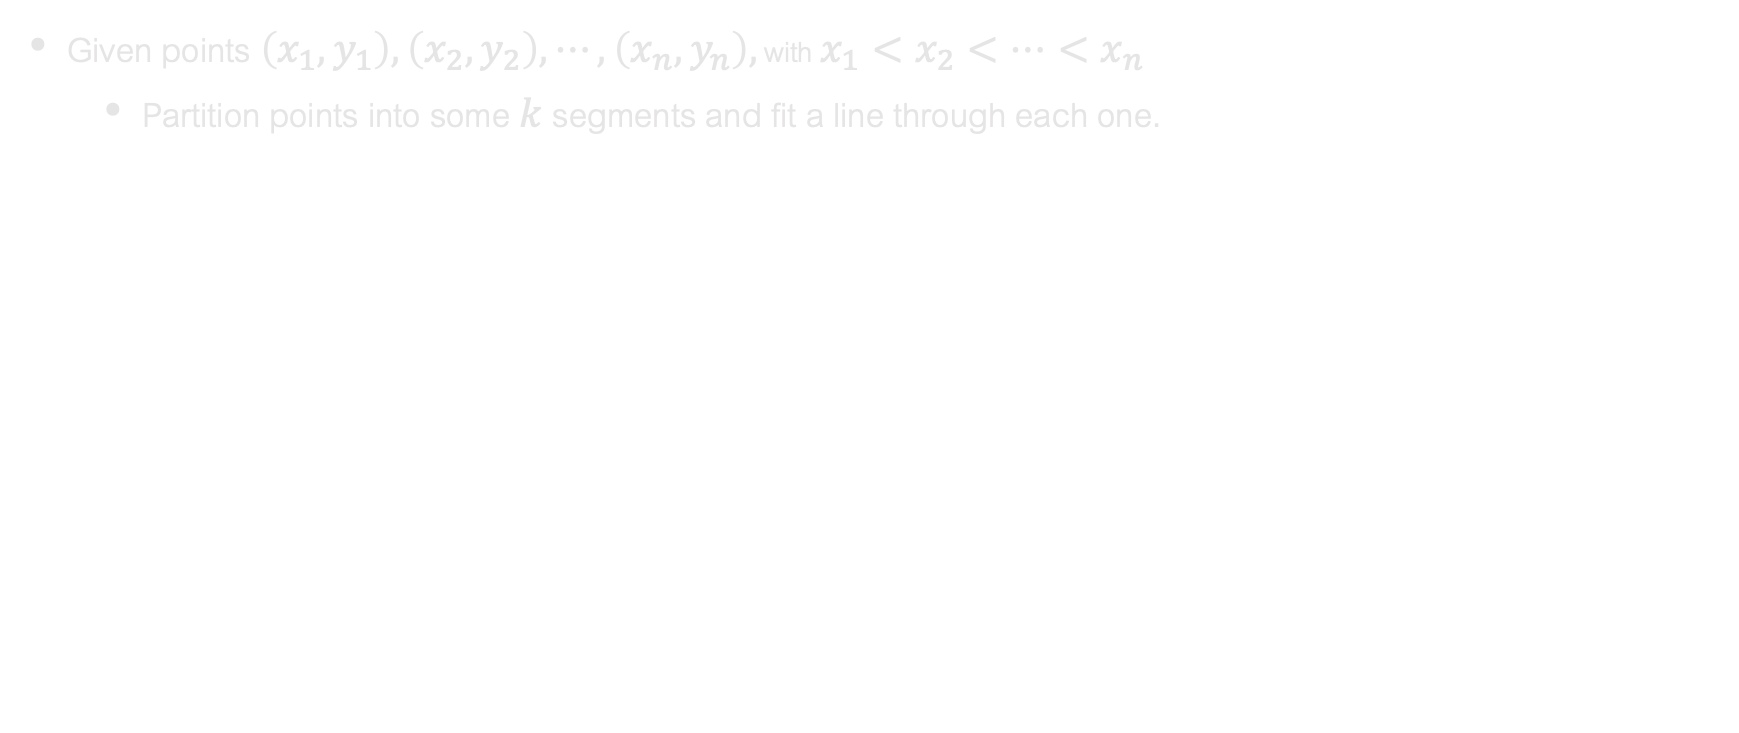 • Given points (x₁, y₁), (x₂, y₂), ⋯, (xₙ, yₙ), with x₁ < x₂ < ⋯ < xₙ
• Partition points into some k segments and fit a line through each one.